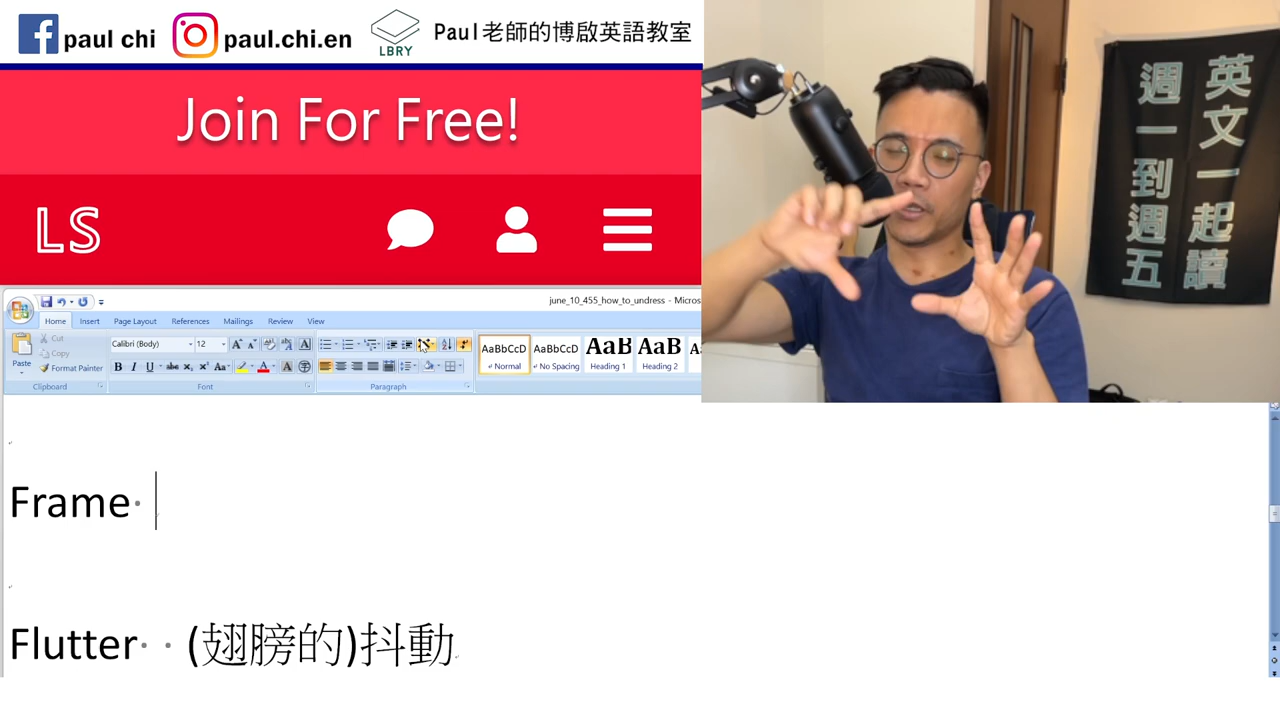 paul chi
paul.chi.en
LBRY
Paul老師的博啟英語教室
Join For Free!
LS
june_10_455_how_to_undress - Micros
Home
Insert
Page Layout
References
Mailings
Review
View
Cut
Copy
Format Painter
Paste
Clipboard
Calibri (Body)
12
Font
Paragraph
AaBbCcD
Normal
AaBbCcD
No Spacing
AaBb
Heading 1
AaBb
Heading 2
Frame
Flutter (翅膀的)抖動
英文一起讀
週一到週五